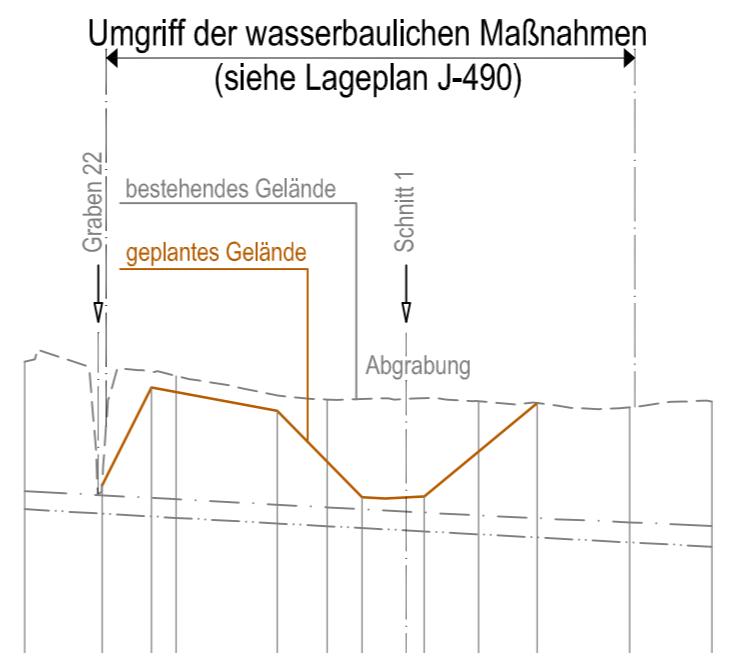 Umgriff der wasserbaulichen Maßnahmen
(siehe Lageplan J-490)
Graben 22
bestehendes Gelände
Schnitt 1
geplantes Gelände
Abgrabung